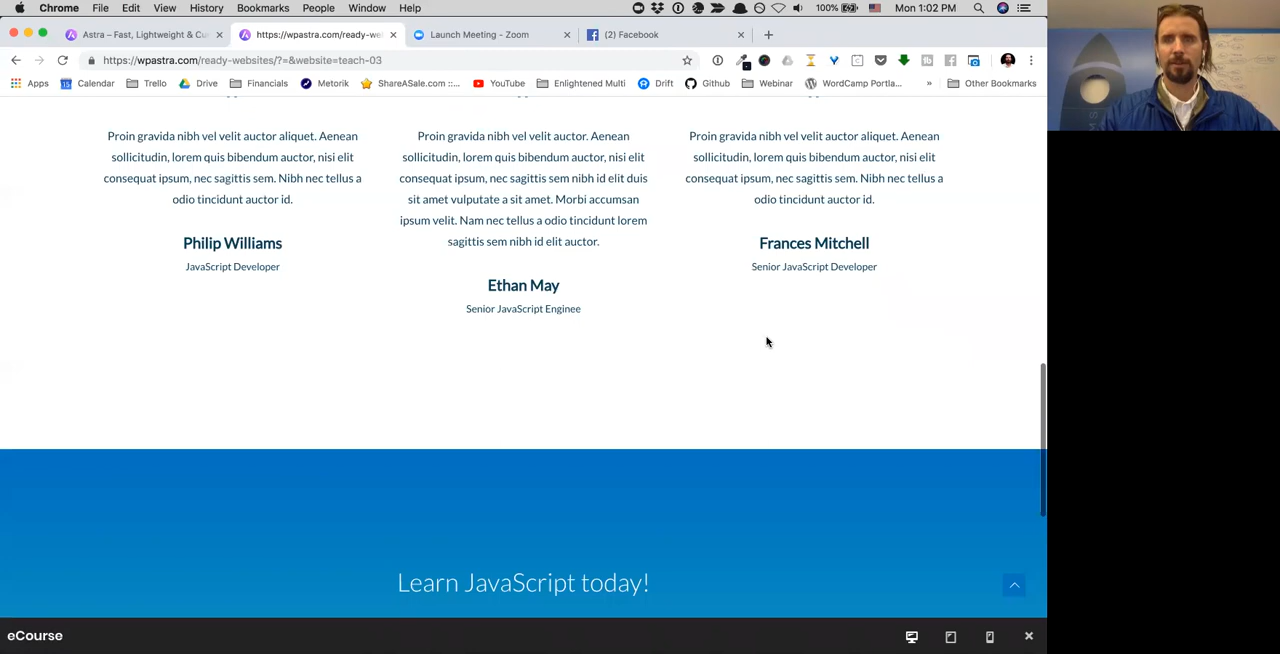 Chrome File Edit View History Bookmarks People Window Help 100% Mon 1:02 PM
Astra – Fast, Lightweight & Cu https://wpastra.com/ready-we Launch Meeting - Zoom (2) Facebook
https://wpastra.com/ready-websites/?=&website=teach-03
Apps Calendar Trello Drive Financials Metorik ShareASale.com ::... YouTube Enlightened Multi Drift Github Webinar WordCamp Portla... » Other Bookmarks
Proin gravida nibh vel velit auctor aliquet. Aenean
sollicitudin, lorem quis bibendum auctor, nisi elit
consequat ipsum, nec sagittis sem. Nibh nec tellus a
odio tincidunt auctor id.
Philip Williams
JavaScript Developer
Proin gravida nibh vel velit auctor. Aenean
sollicitudin, lorem quis bibendum auctor, nisi elit
consequat ipsum, nec sagittis sem nibh id elit duis
sit amet vulputate a sit amet. Morbi accumsan
ipsum velit. Nam nec tellus a odio tincidunt lorem
sagittis sem nibh id elit auctor.
Ethan May
Senior JavaScript Enginee
Proin gravida nibh vel velit auctor aliquet. Aenean
sollicitudin, lorem quis bibendum auctor, nisi elit
consequat ipsum, nec sagittis sem. Nibh nec tellus a
odio tincidunt auctor id.
Frances Mitchell
Senior JavaScript Developer
Learn JavaScript today!
eCourse